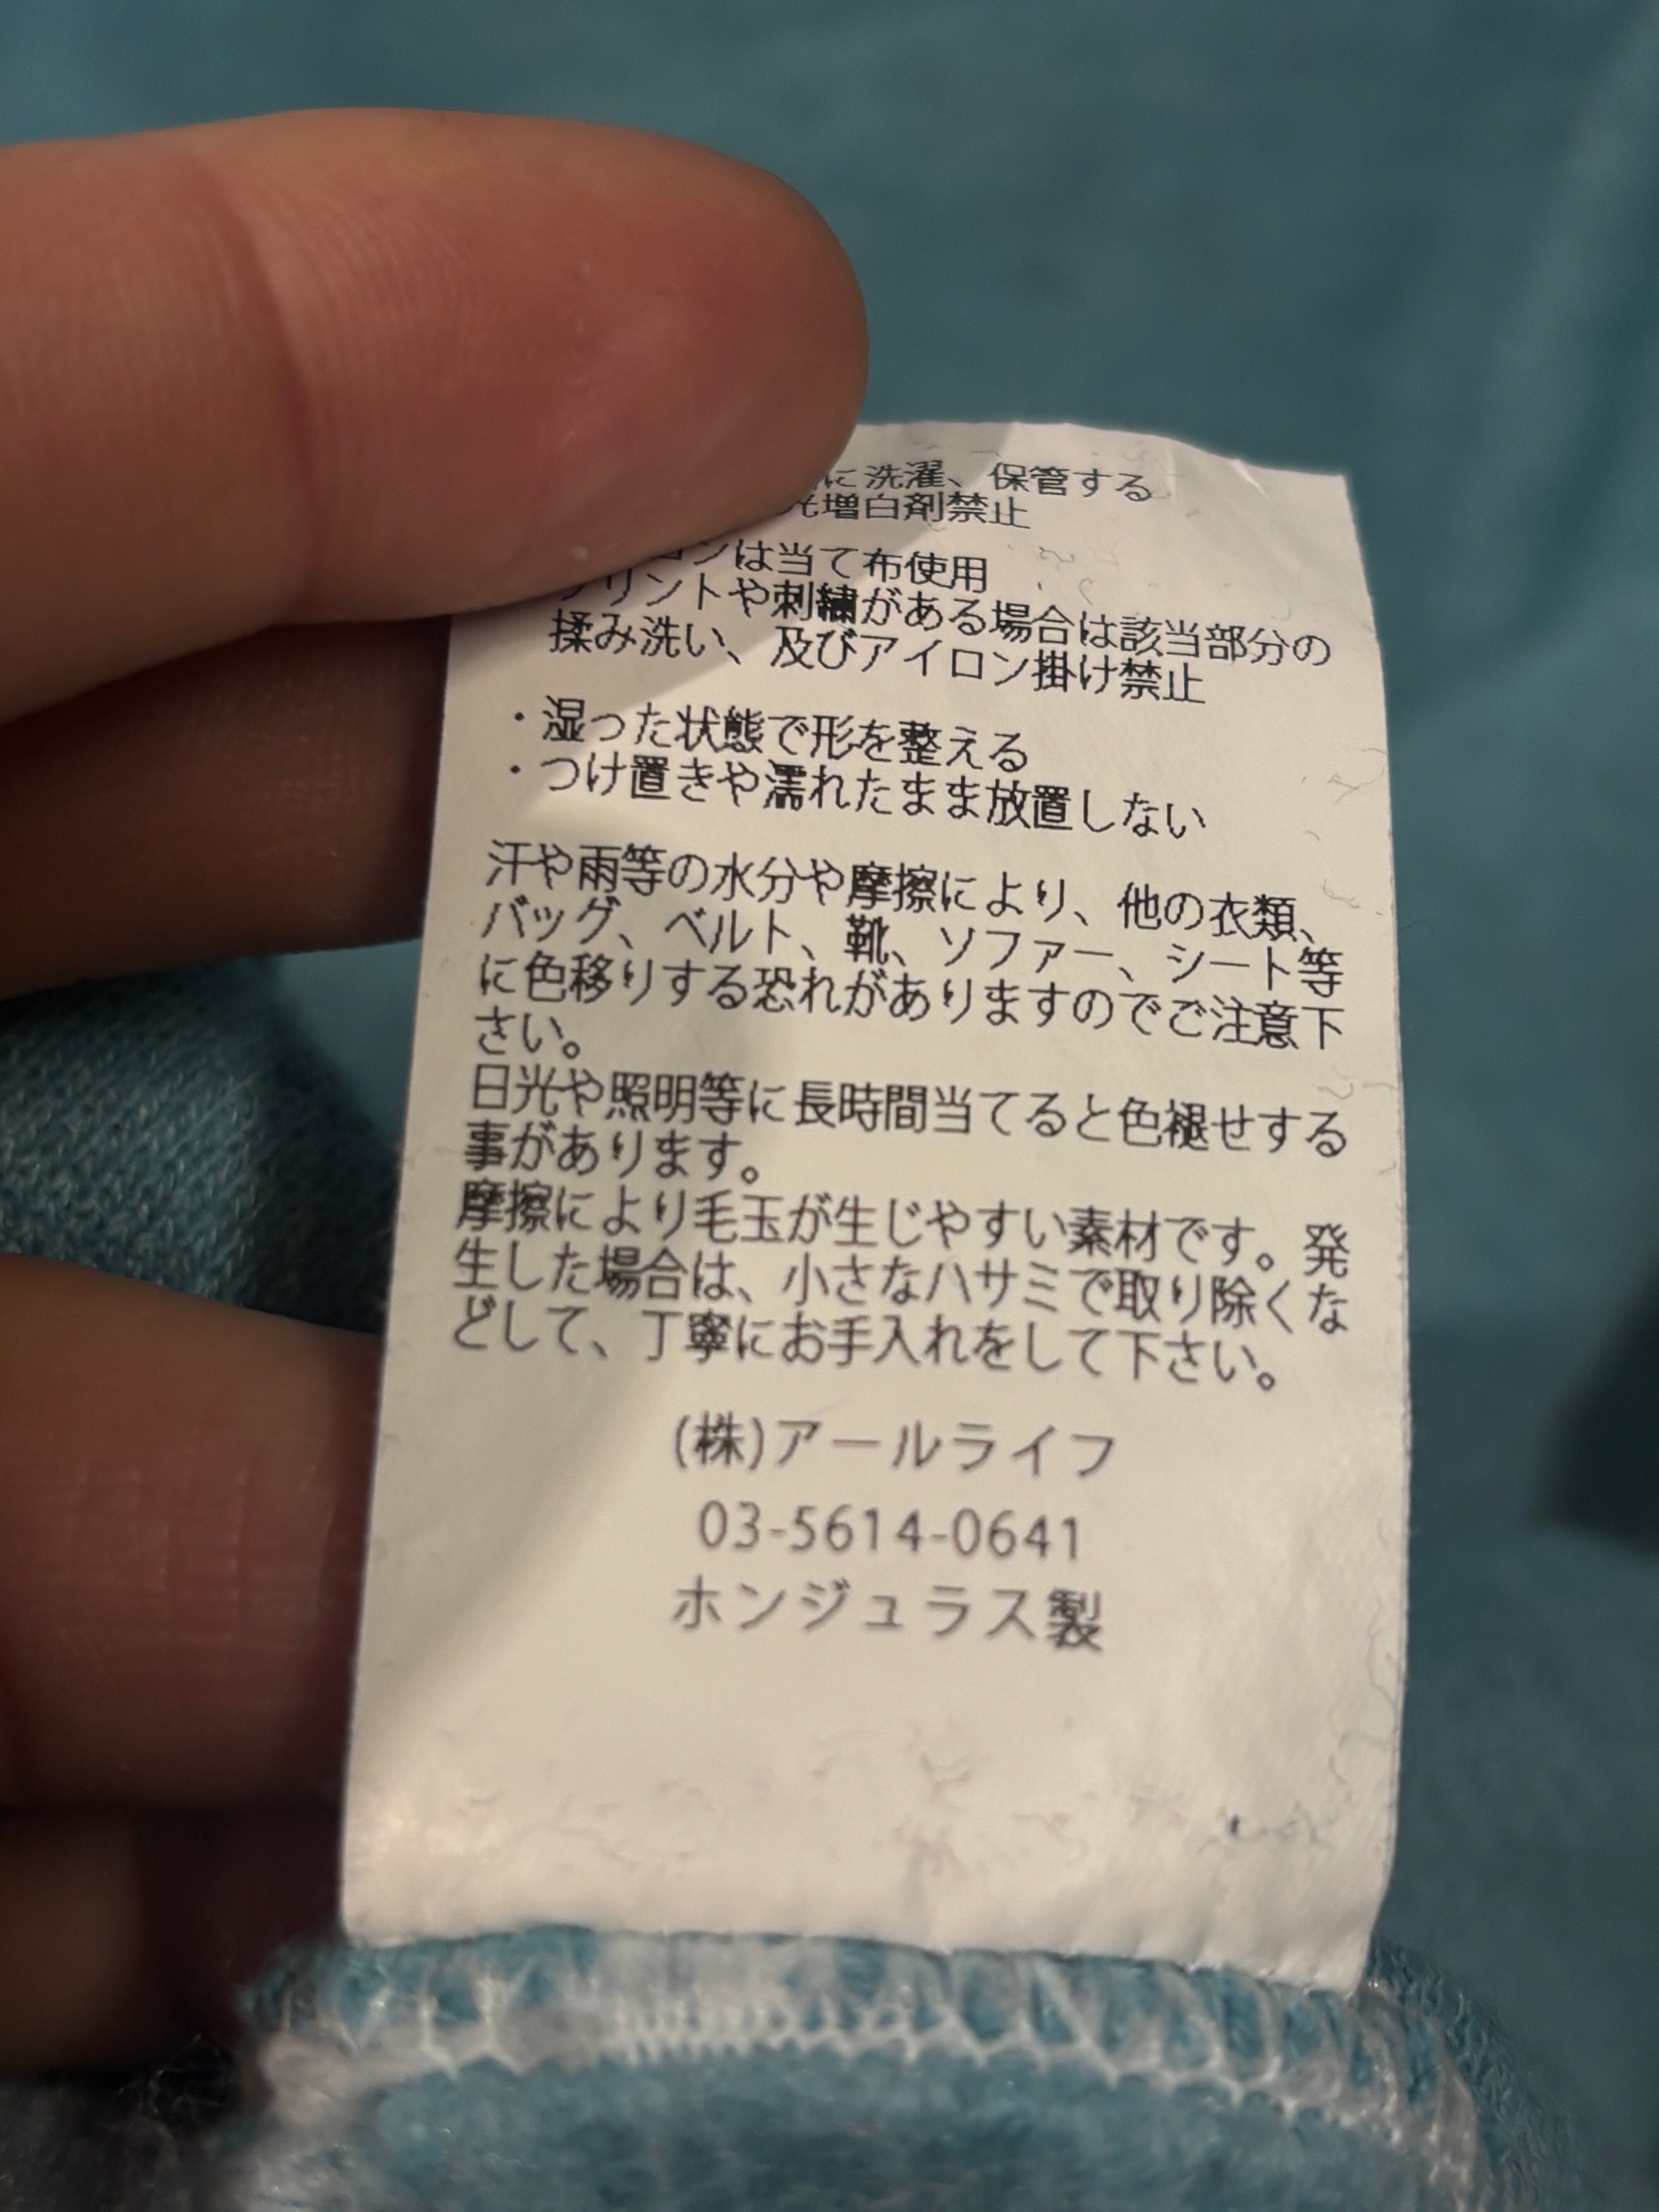 に洗濯、保管する
増白剤禁止
ンは当て布使用
リントや刺繍がある場合は該当部分の
揉み洗い、及びアイロン掛け禁止
・湿った状態で形を整える
・つけ置きや濡れたまま放置しない
汗や雨等の水分や摩擦により、他の衣類、
バッグ、ベルト、靴、ソファー、シート等
に色移りする恐れがありますのでご注意下
さい。
日光や照明等に長時間当てると色褪せする
事があります。
摩擦により毛玉が生じやすい素材です。発
生した場合は、小さなハサミで取り除くな
どして、丁寧にお手入れをして下さい。
(株)アールライフ
03-5614-0641
ホンジュラス製